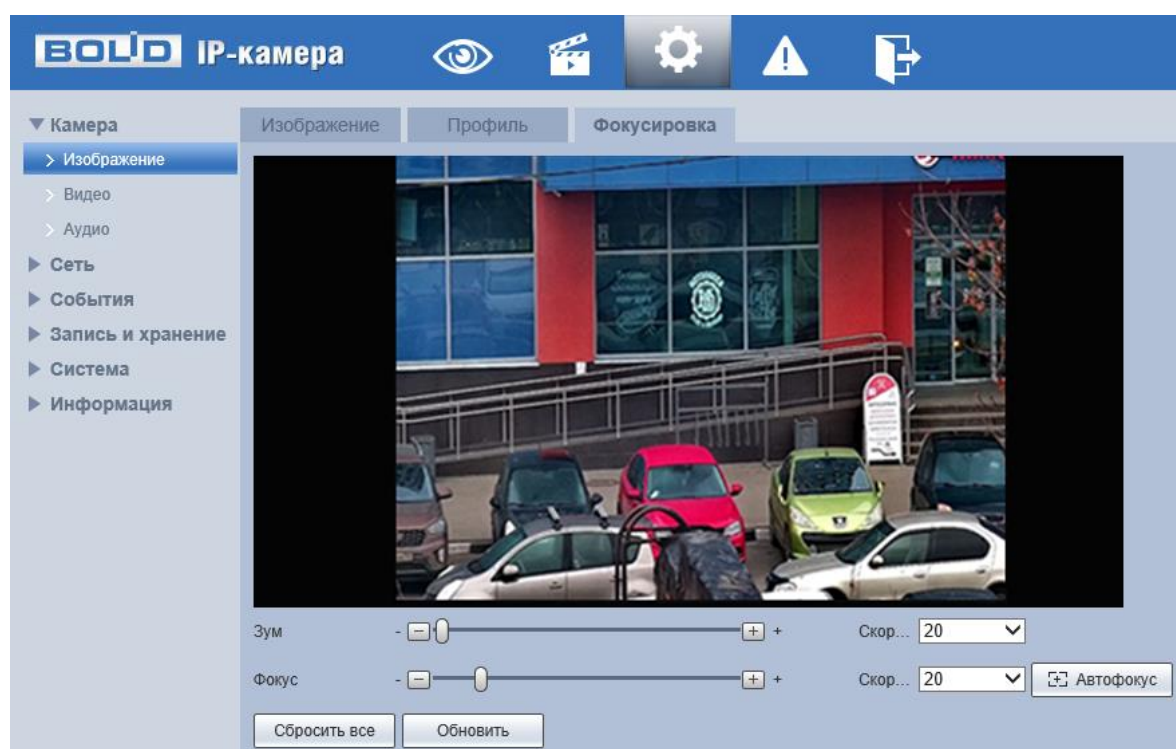 BOLID IP-камера
Камера
Изображение
Видео
Аудио
Сеть
События
Запись и хранение
Система
Информация
Изображение Профиль Фокусировка
Зум - + Скор... 20
Фокус - + Скор... 20 Автофокус
Сбросить все Обновить